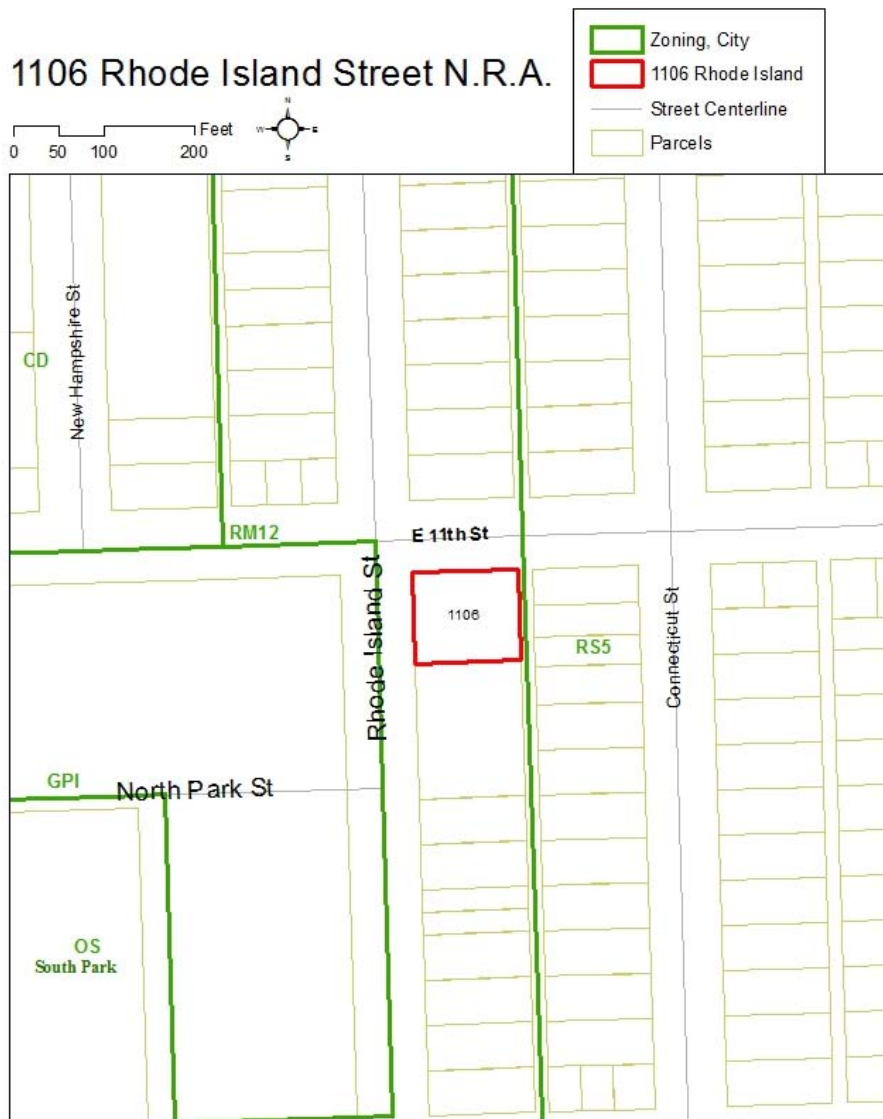 1106 Rhode Island Street N.R.A.
Zoning, City
1106 Rhode Island
Street Centerline
Parcels
Feet
0 50 100 200
N
W E
S
CD
New Hampshire St
RM12
E 11th St
Rhode Island St
1106
RS5
Connecticut St
GPI
North Park St
OS
South Park